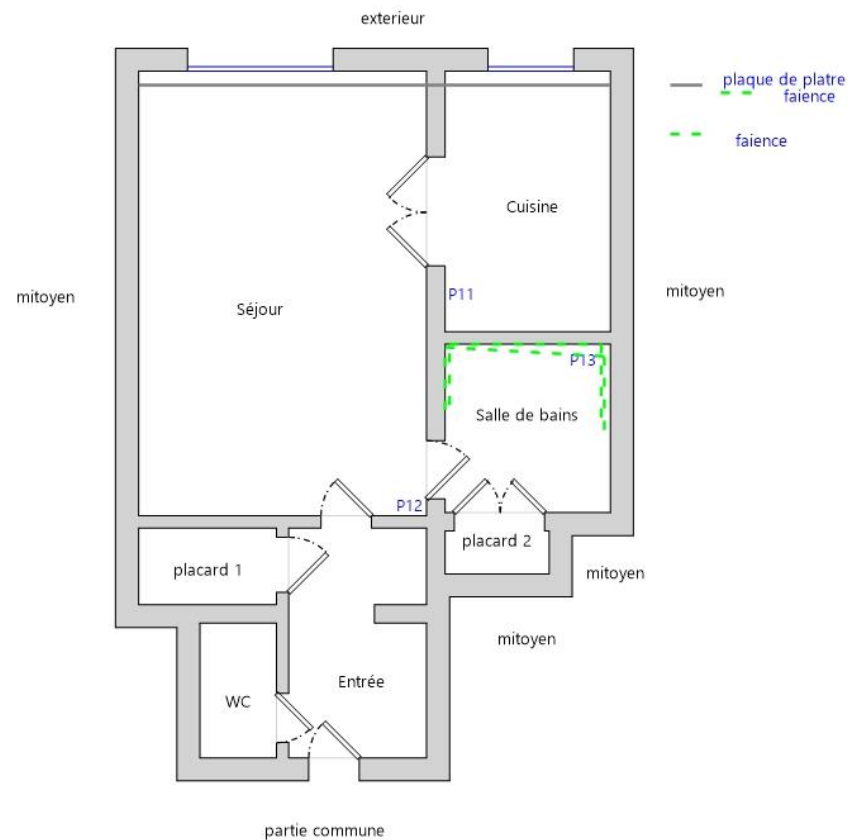 exterieur
plaque de platre
faience
faience
Cuisine
mitoyen
mitoyen
P11
Séjour
P13
Salle de bains
P12
placard 2
placard 1
mitoyen
mitoyen
Entrée
WC
partie commune